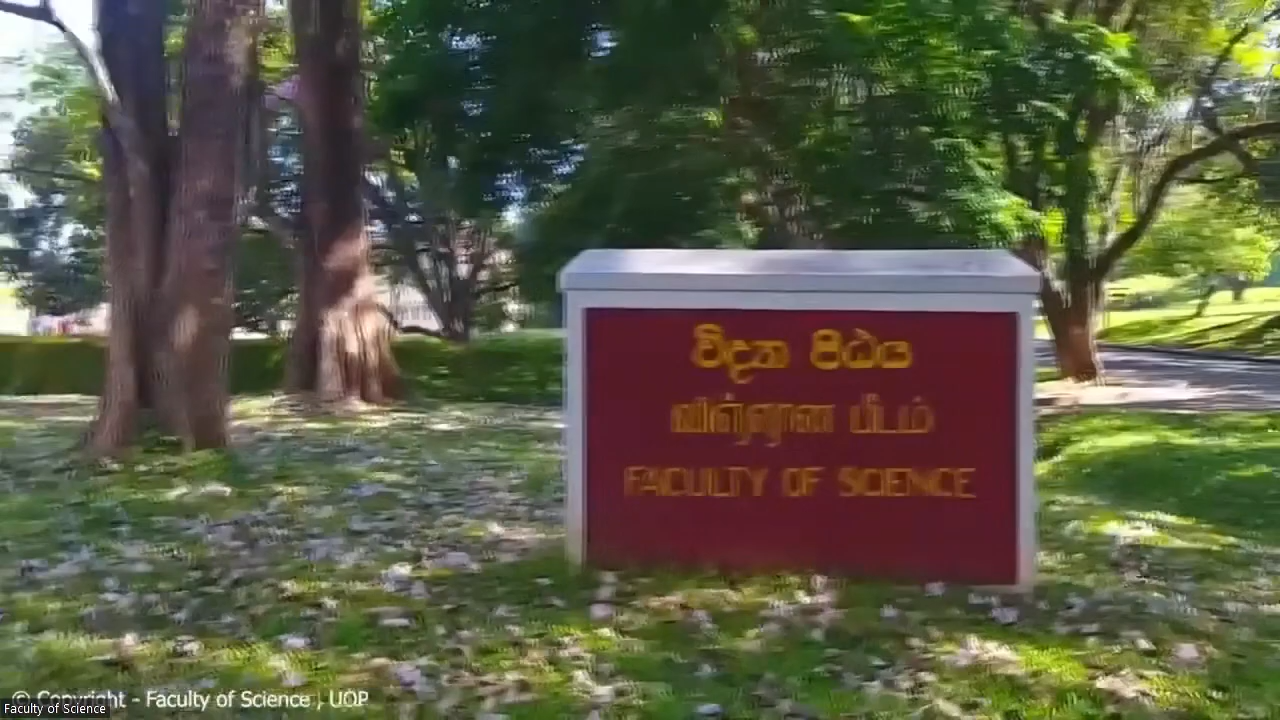 විද්‍යා පීඨය
விஞ்ஞான பீடம்
FACULTY OF SCIENCE
© Copyright - Faculty of Science , UOP
Faculty of Science